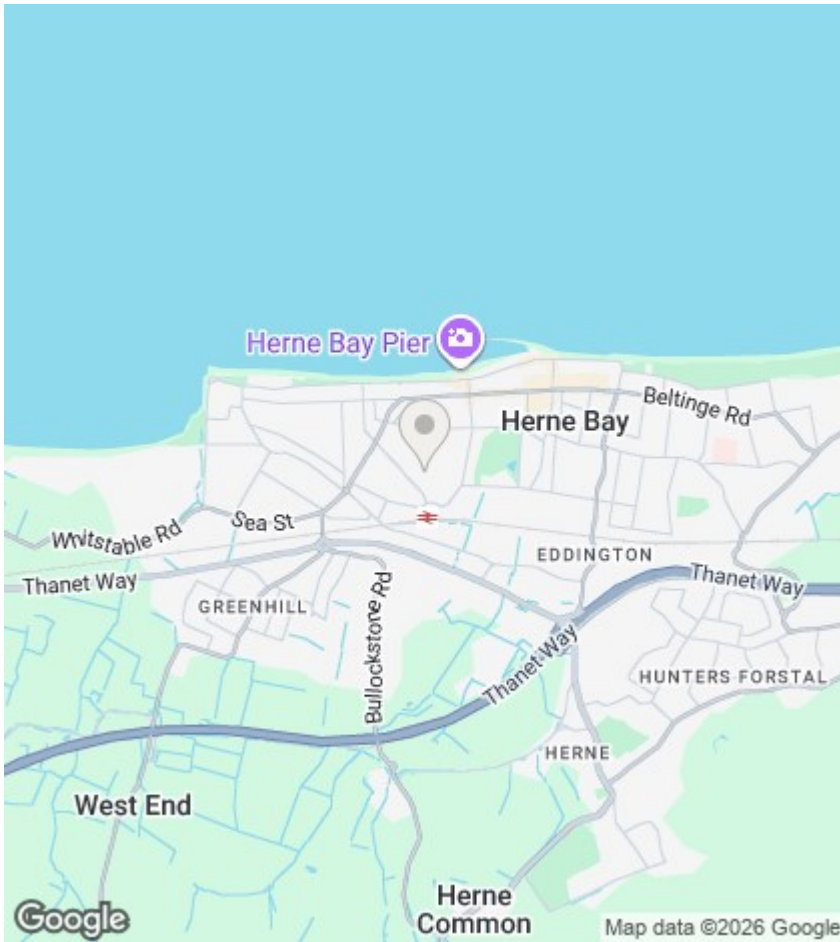 Herne Bay Pier
Beltinge Rd
Herne Bay
Whitstable Rd
Sea St
EDDINGTON
Thanet Way
Thanet Way
GREENHILL
Bullockstone Rd
Thanet Way
HUNTERS FORSTAL
HERNE
West End
Herne
Common
Google
Map data ©2026 Google